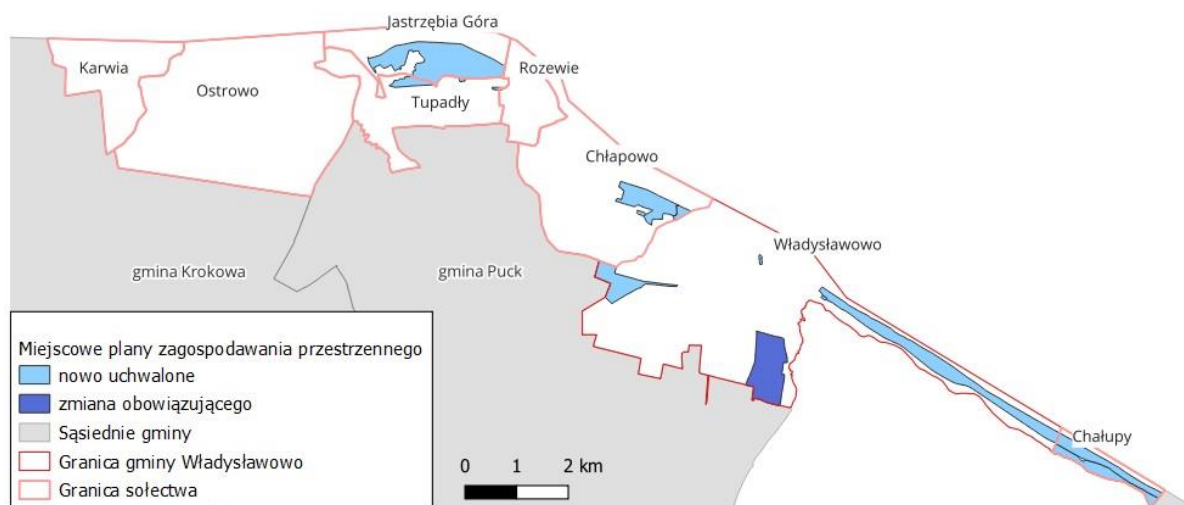 Jastrzębia Góra
Karwia
Rozewie
Ostrowo
Tupadły
Chłapowo
Władysławowo
gmina Krokowa
gmina Puck
Chałupy
Miejscowe plany zagospodawania przestrzennego
nowo uchwalone
zmiana obowiązującego
Sąsiednie gminy
Granica gminy Władysławowo
Granica sołectwa
0 1 2 km